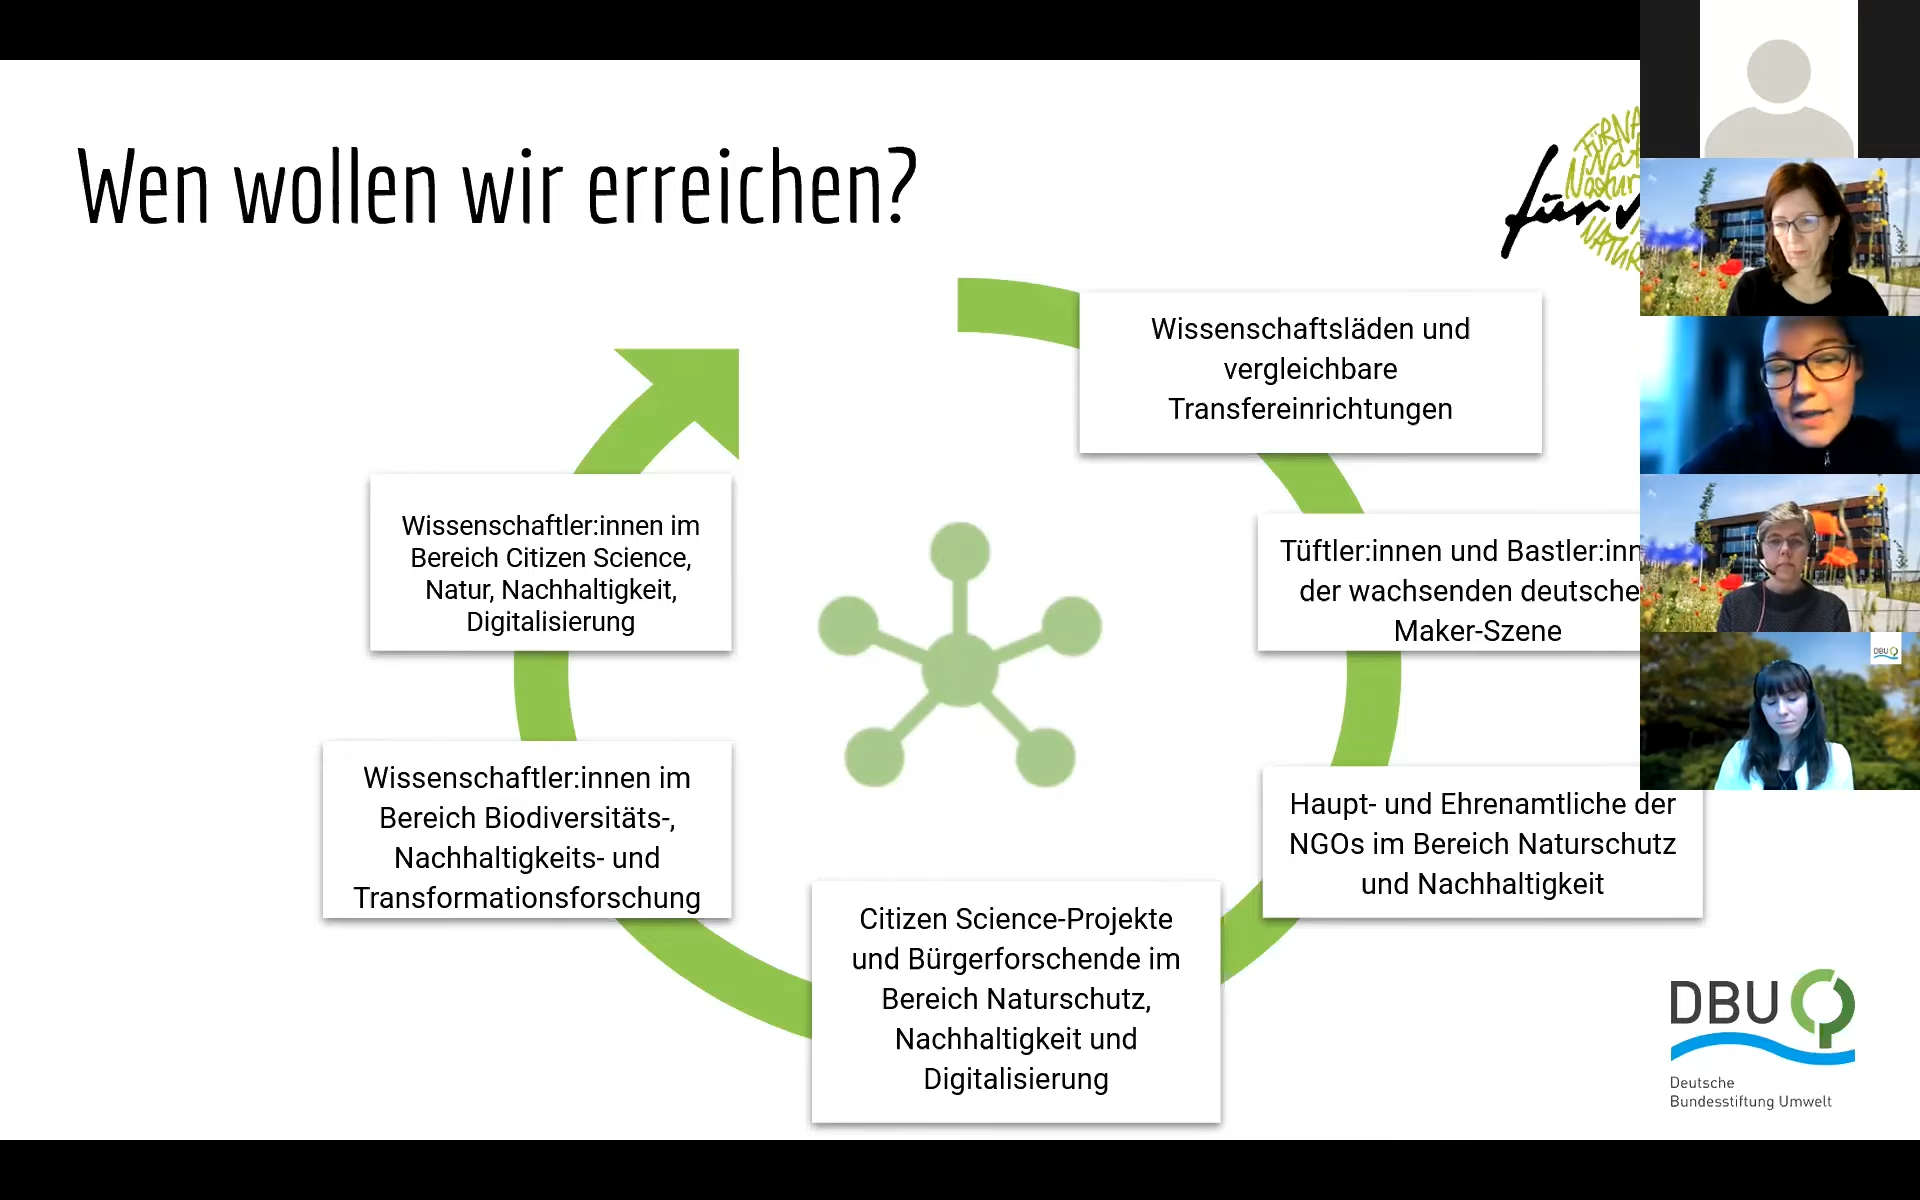 Wen wollen wir erreichen?
Wissenschaftsläden und
vergleichbare
Transfereinrichtungen
Tüftler:innen und Bastler:inn
der wachsenden deutsche
Maker-Szene
Haupt- und Ehrenamtliche der
NGOs im Bereich Naturschutz
und Nachhaltigkeit
Citizen Science-Projekte
und Bürgerforschende im
Bereich Naturschutz,
Nachhaltigkeit und
Digitalisierung
Wissenschaftler:innen im
Bereich Biodiversitäts-,
Nachhaltigkeits- und
Transformationsforschung
Wissenschaftler:innen im
Bereich Citizen Science,
Natur, Nachhaltigkeit,
Digitalisierung
für
DBU
DBU
Deutsche
Bundesstiftung Umwelt